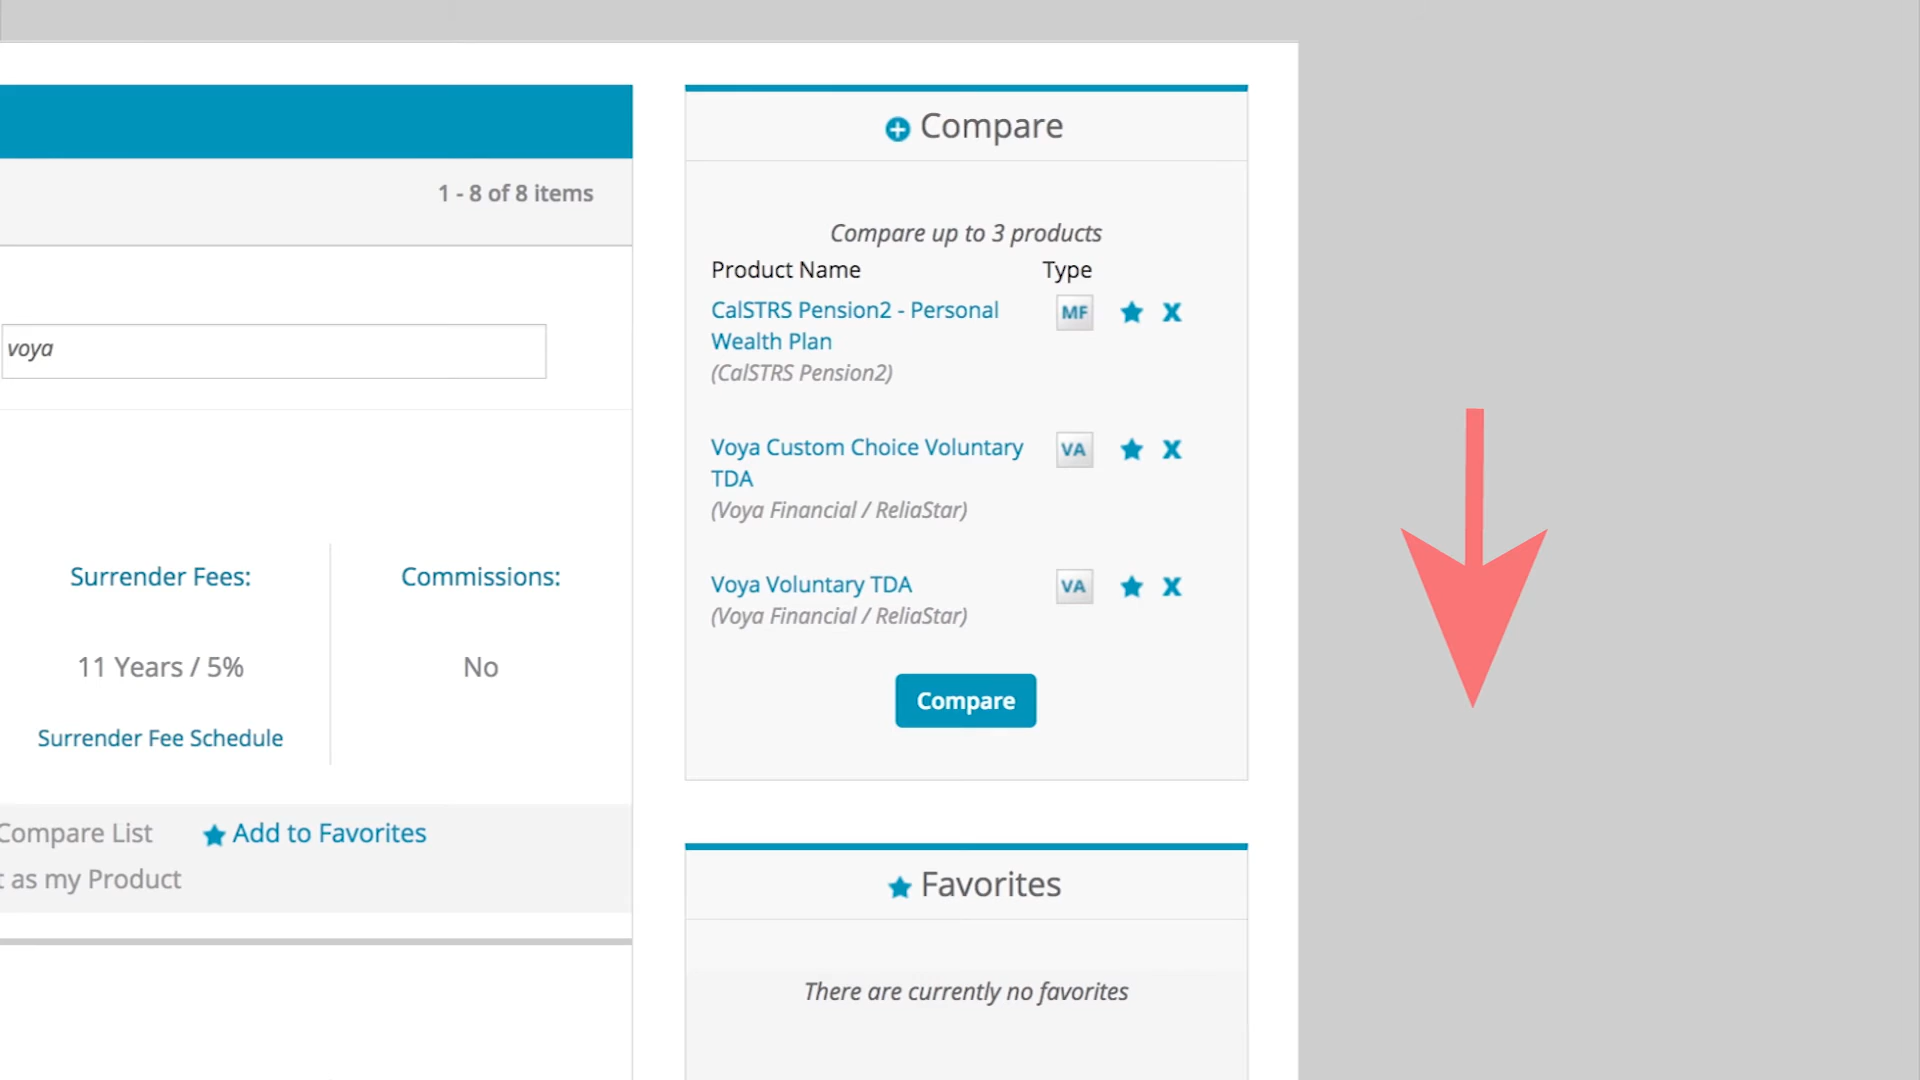 1 - 8 of 8 items
voya
Surrender Fees:
Commissions:
11 Years / 5%
No
Surrender Fee Schedule
Compare List
Add to Favorites
as my Product
Compare
Compare up to 3 products
Product Name Type
CalSTRS Pension2 - Personal MF X
Wealth Plan
(CalSTRS Pension2)
Voya Custom Choice Voluntary VA X
TDA
(Voya Financial / ReliaStar)
Voya Voluntary TDA VA X
(Voya Financial / ReliaStar)
Compare
Favorites
There are currently no favorites